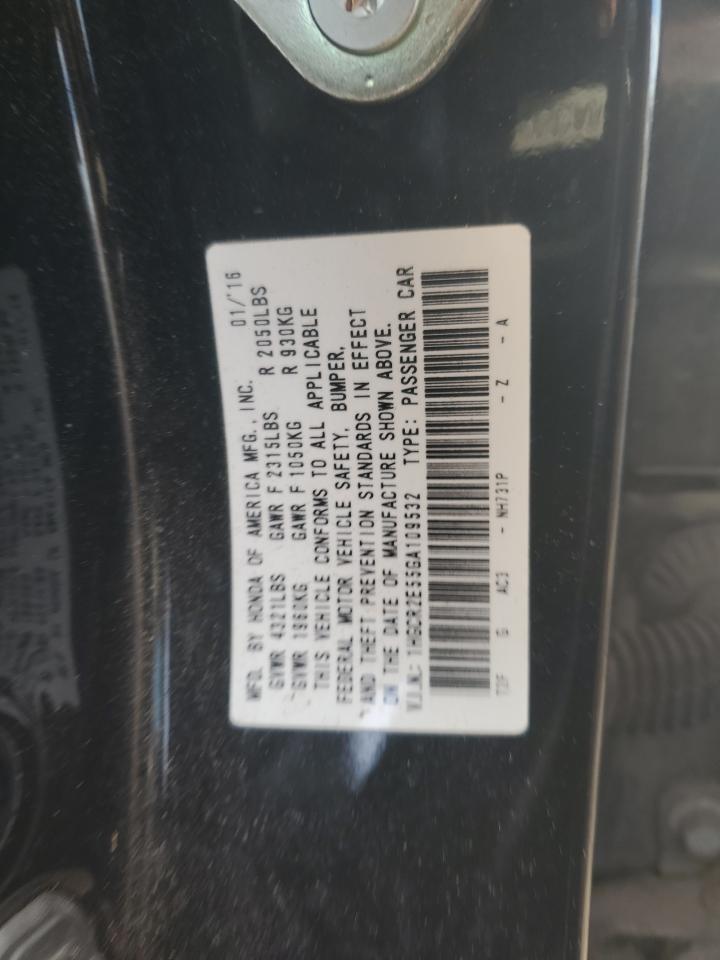 MFD. BY HONDA OF AMERICA MFG., INC. 01/'16
GVWR 4321LBS GAWR F 2315LBS R 2050LBS
GVWR 1960KG GAWR F 1050KG R 930KG
THIS VEHICLE CONFORMS TO ALL APPLICABLE
FEDERAL MOTOR VEHICLE SAFETY, BUMPER,
AND THEFT PREVENTION STANDARDS IN EFFECT
ON THE DATE OF MANUFACTURE SHOWN ABOVE.
V.I.N.: 1HGCR2E55GA109532 TYPE: PASSENGER CAR
T2F G AC3 - NH731P - Z - A